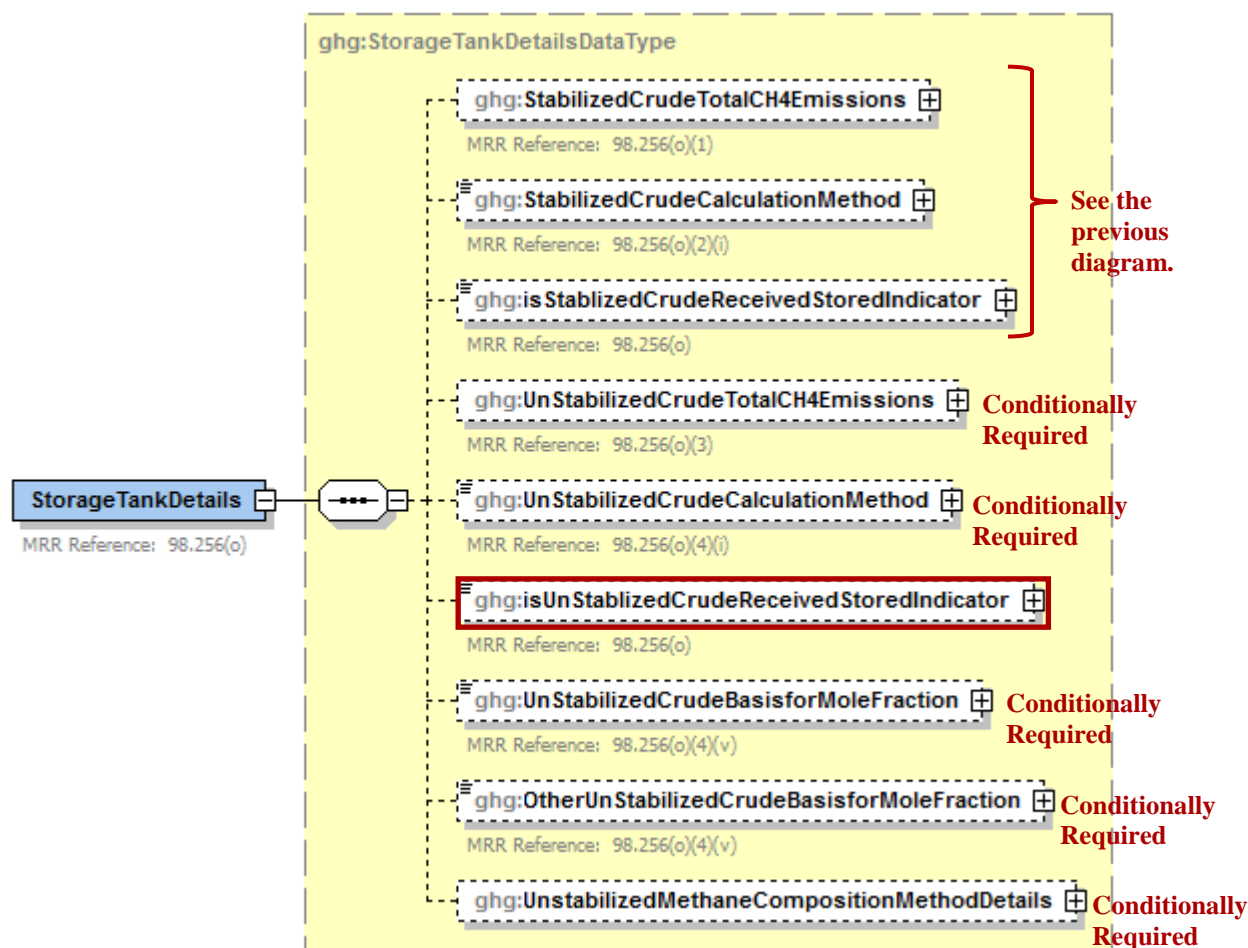 ghg:StorageTankDetailsDataType
ghg:StabilizedCrudeTotalCH4Emissions
MRR Reference: 98.256(o)(1)
ghg:StabilizedCrudeCalculationMethod
MRR Reference: 98.256(o)(2)(i)
ghg:isStablizedCrudeReceivedStoredIndicator
MRR Reference: 98.256(o)
See the
previous
diagram.
ghg:UnStabilizedCrudeTotalCH4Emissions
MRR Reference: 98.256(o)(3)
Conditionally
Required
StorageTankDetails
MRR Reference: 98.256(o)
ghg:UnStabilizedCrudeCalculationMethod
MRR Reference: 98.256(o)(4)(i)
Conditionally
Required
ghg:isUnStablizedCrudeReceivedStoredIndicator
MRR Reference: 98.256(o)
ghg:UnStabilizedCrudeBasisforMoleFraction
MRR Reference: 98.256(o)(4)(v)
Conditionally
Required
ghg:OtherUnStabilizedCrudeBasisforMoleFraction
MRR Reference: 98.256(o)(4)(v)
Conditionally
Required
ghg:UnstabilizedMethaneCompositionMethodDetails
Conditionally
Required